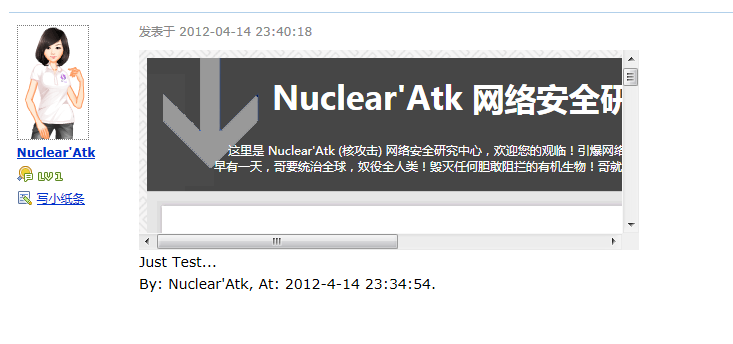 发表于 2012-04-14 23:40:18
Nuclear'Atk 网络安全研
这里是 Nuclear'Atk (核攻击) 网络安全研究中心，欢迎您的观临！引爆网络
早有一天，哥要统治全球，奴役全人类！毁灭任何胆敢阻拦的有机生物！哥就
Nuclear'Atk
LV1
写小纸条
Just Test...
By: Nuclear'Atk, At: 2012-4-14 23:34:54.